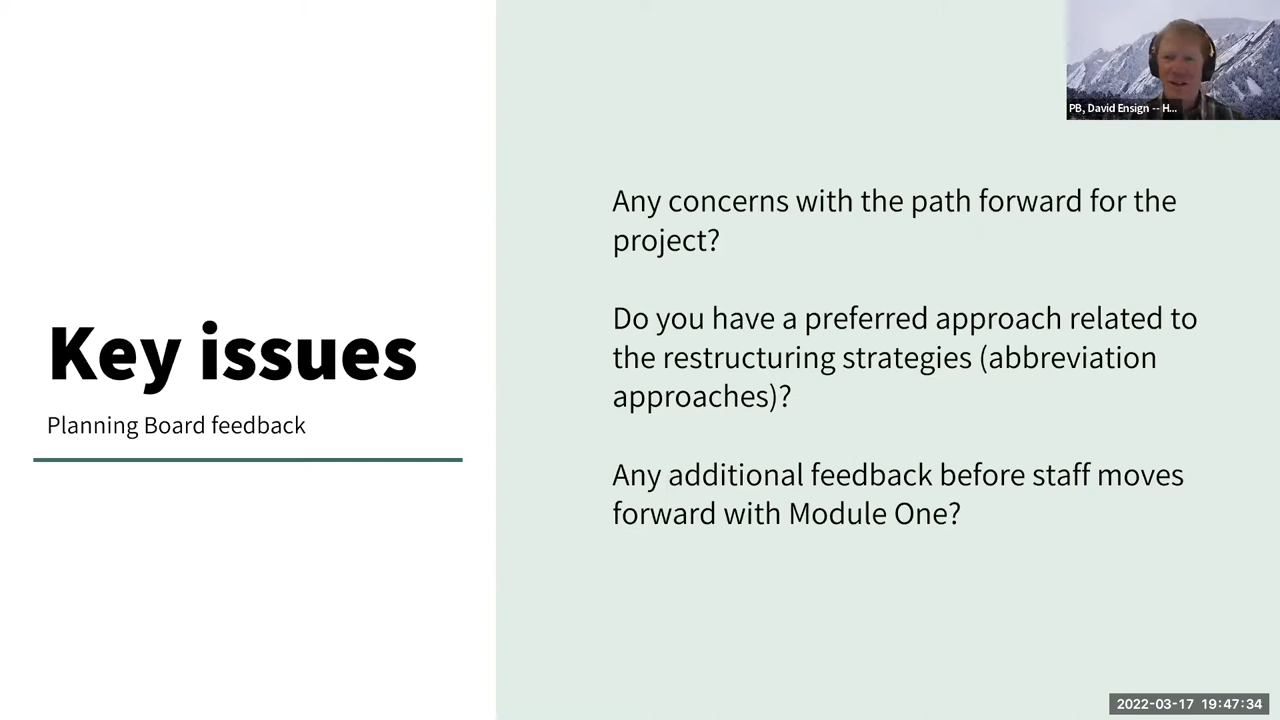 PB, David Ensign -- H...
Any concerns with the path forward for the
project?
Do you have a preferred approach related to
the restructuring strategies (abbreviation
approaches)?
Key issues
Planning Board feedback
Any additional feedback before staff moves
forward with Module One?
2022-03-17 19:47:34